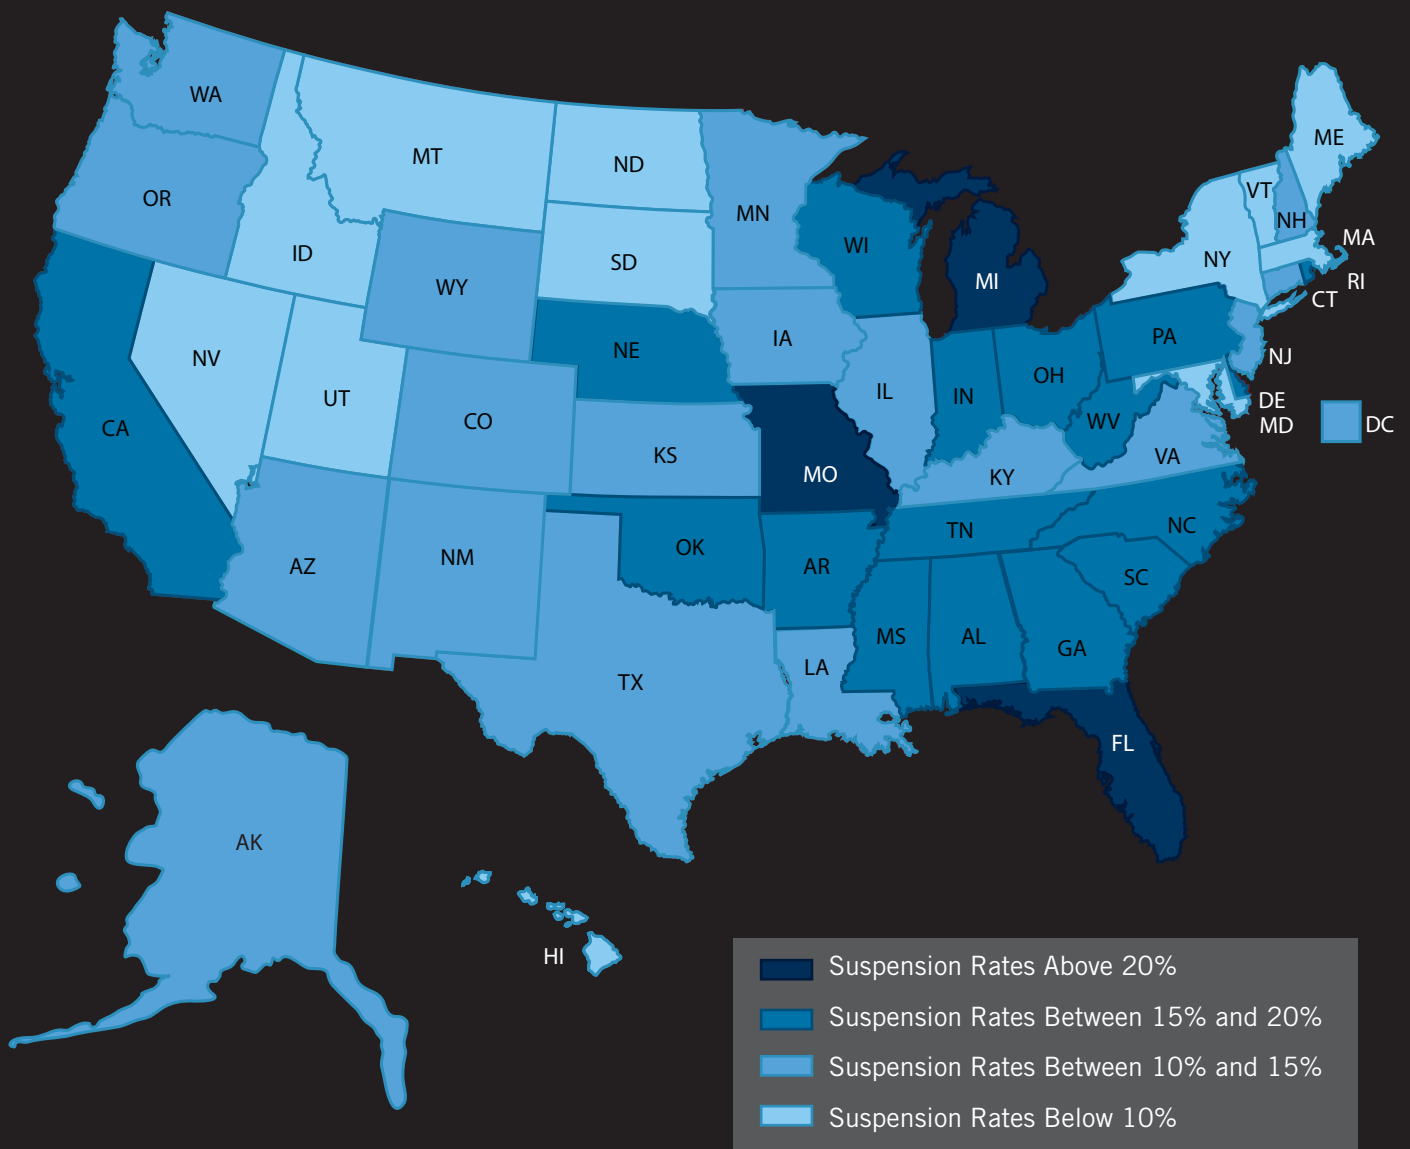 WA
MT
ND
ME
OR
MN
VT
NH
MA
ID
SD
WI
NY
RI
WY
MI
CT
NV
NE
IA
PA
NJ
UT
CO
IL
IN
OH
DE
CA
KS
WV
MD
DC
MO
KY
VA
AZ
NM
OK
AR
TN
NC
SC
TX
LA
MS
AL
GA
FL
AK
HI
Suspension Rates Above 20%
Suspension Rates Between 15% and 20%
Suspension Rates Between 10% and 15%
Suspension Rates Below 10%